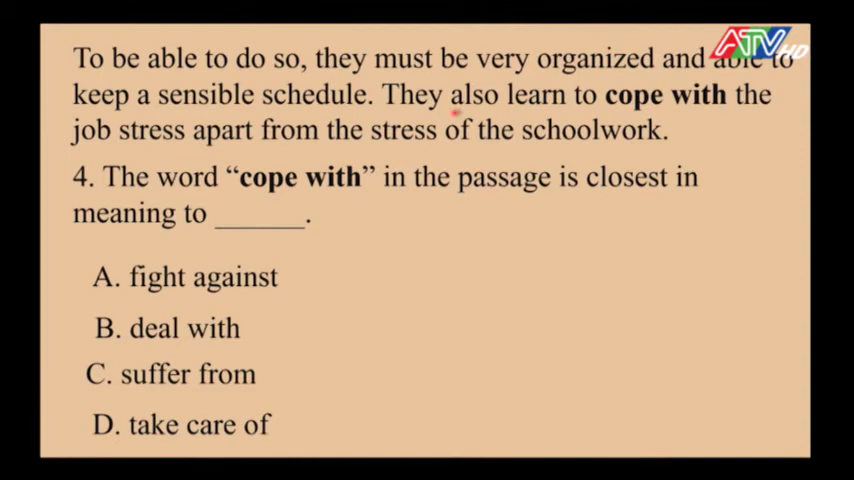 ATV HD
To be able to do so, they must be very organized and able to
keep a sensible schedule. They also learn to cope with the
job stress apart from the stress of the schoolwork.
4. The word “cope with” in the passage is closest in
meaning to ______.
A. fight against
B. deal with
C. suffer from
D. take care of